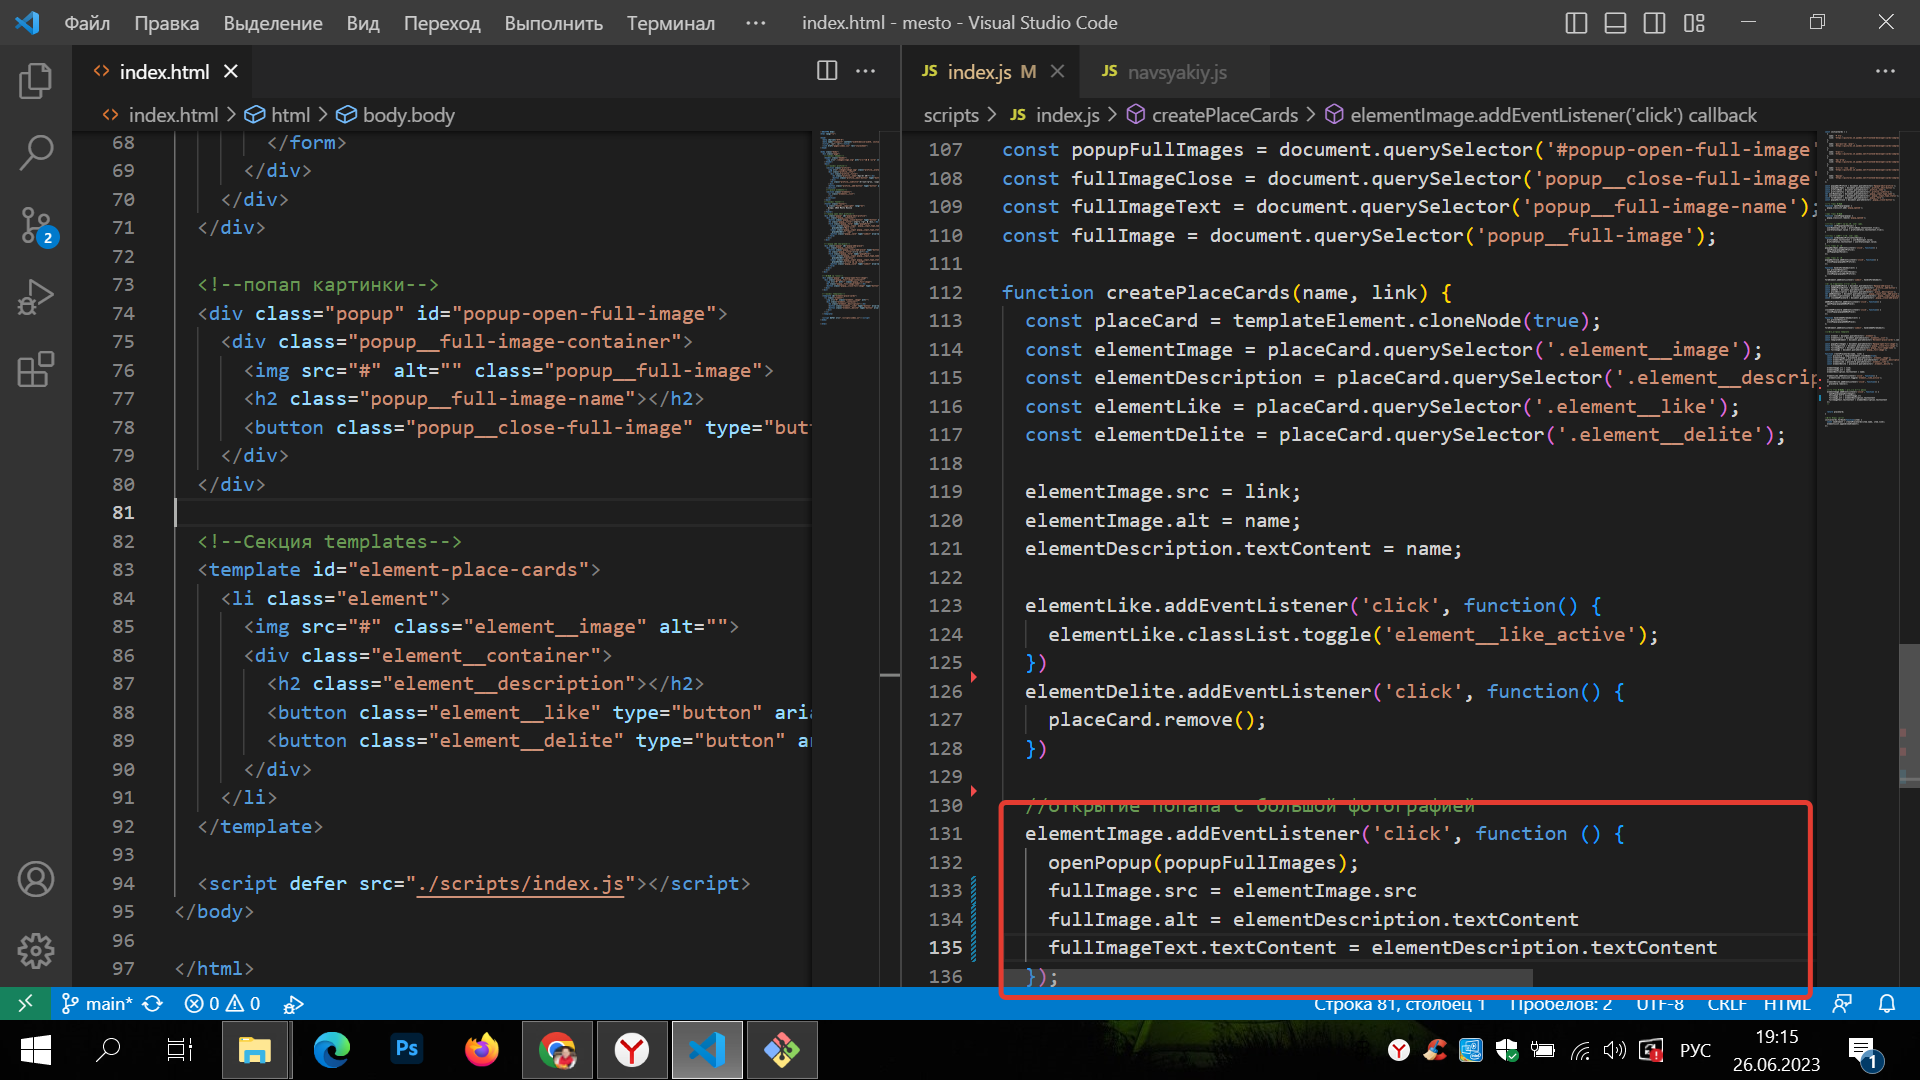 Файл Правка Выделение Вид Переход Выполнить Терминал ··· index.html - mesto - Visual Studio Code
index.html
JS index.js M JS navsyakiy.js
index.html > html > body.body
scripts > JS index.js > createPlaceCards > elementImage.addEventListener('click') callback
68 </form>
69 </div>
70 </div>
71 </div>
72
73 <!--попап картинки-->
74 <div class="popup" id="popup-open-full-image">
75 <div class="popup__full-image-container">
76 <img src="#" alt="" class="popup__full-image">
77 <h2 class="popup__full-image-name"></h2>
78 <button class="popup__close-full-image" type="butt
79 </div>
80 </div>
81
82 <!--Секция templates-->
83 <template id="element-place-cards">
84 <li class="element">
85 <img src="#" class="element__image" alt="">
86 <div class="element__container">
87 <h2 class="element__description"></h2>
88 <button class="element__like" type="button" aria
89 <button class="element__delite" type="button" a
90 </div>
91 </li>
92 </template>
93
94 <script defer src="./scripts/index.js"></script>
95 </body>
96
97 </html>
107 const popupFullImages = document.querySelector('#popup-open-full-image'
108 const fullImageClose = document.querySelector('popup__close-full-image'
109 const fullImageText = document.querySelector('popup__full-image-name');
110 const fullImage = document.querySelector('popup__full-image');
111
112 function createPlaceCards(name, link) {
113 const placeCard = templateElement.cloneNode(true);
114 const elementImage = placeCard.querySelector('.element__image');
115 const elementDescription = placeCard.querySelector('.element__descrip
116 const elementLike = placeCard.querySelector('.element__like');
117 const elementDelite = placeCard.querySelector('.element__delite');
118
119 elementImage.src = link;
120 elementImage.alt = name;
121 elementDescription.textContent = name;
122
123 elementLike.addEventListener('click', function() {
124 elementLike.classList.toggle('element__like_active');
125 })
126 elementDelite.addEventListener('click', function() {
127 placeCard.remove();
128 })
129
130 //открытие попапа с большой фотографией
131 elementImage.addEventListener('click', function () {
132 openPopup(popupFullImages);
133 fullImage.src = elementImage.src
134 fullImage.alt = elementDescription.textContent
135 fullImageText.textContent = elementDescription.textContent
136 });
2
main* 0 0 Строка 81, столбец 1 Пробелов: 2 UTF-8 CRLF HTML
Ps
РУС
19:15
26.06.2023
1